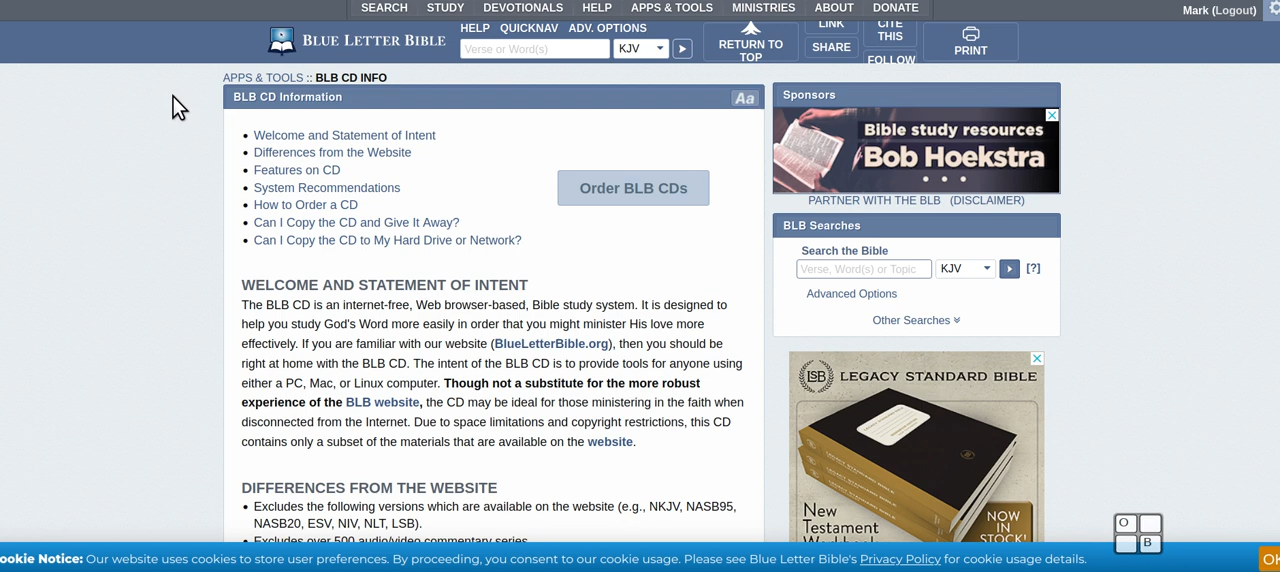 SEARCH STUDY DEVOTIONALS HELP APPS & TOOLS MINISTRIES ABOUT DONATE
Mark (Logout)
BLUE LETTER BIBLE
HELP QUICKNAV ADV. OPTIONS
Verse or Word(s)
KJV
RETURN TO
TOP
LINK
SHARE
CITE
THIS
FOLLOW
PRINT
APPS & TOOLS :: BLB CD INFO
BLB CD Information
Aa
Welcome and Statement of Intent
Differences from the Website
Features on CD
System Recommendations
How to Order a CD
Can I Copy the CD and Give It Away?
Can I Copy the CD to My Hard Drive or Network?
Order BLB CDs
WELCOME AND STATEMENT OF INTENT
The BLB CD is an internet-free, Web browser-based, Bible study system. It is designed to
help you study God's Word more easily in order that you might minister His love more
effectively. If you are familiar with our website (BlueLetterBible.org), then you should be
right at home with the BLB CD. The intent of the BLB CD is to provide tools for anyone using
either a PC, Mac, or Linux computer. Though not a substitute for the more robust
experience of the BLB website, the CD may be ideal for those ministering in the faith when
disconnected from the Internet. Due to space limitations and copyright restrictions, this CD
contains only a subset of the materials that are available on the website.
DIFFERENCES FROM THE WEBSITE
Excludes the following versions which are available on the website (e.g., NKJV, NASB95,
NASB20, ESV, NIV, NLT, LSB).
Excludes over 500 audio/video commentary series
Sponsors
Bible study resources
Bob Hoekstra
PARTNER WITH THE BLB (DISCLAIMER)
BLB Searches
Search the Bible
Verse, Word(s) or Topic
KJV
[?]
Advanced Options
Other Searches
LSB LEGACY STANDARD BIBLE
LEGACY STANDARD BIBLE
New
Testament
Workbook
NOW
IN
STOCK!
O
B
ookie Notice: Our website uses cookies to store user preferences. By proceeding, you consent to our cookie usage. Please see Blue Letter Bible's Privacy Policy for cookie usage details.
OK